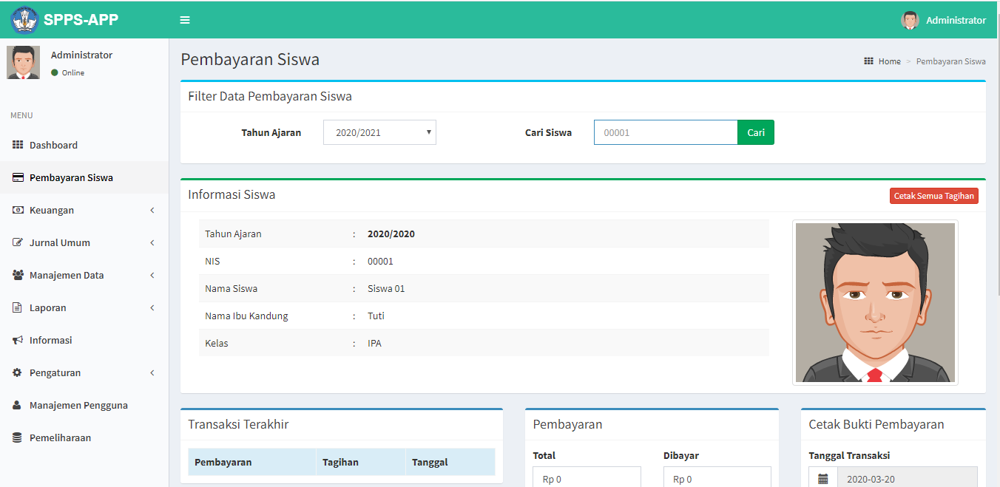 SPPS-APP
Administrator
Administrator
Online
MENU
Dashboard
Pembayaran Siswa
Keuangan
Jurnal Umum
Manajemen Data
Laporan
Informasi
Pengaturan
Manajemen Pengguna
Pemeliharaan
Pembayaran Siswa
Home > Pembayaran Siswa
Filter Data Pembayaran Siswa
Tahun Ajaran 2020/2021 Cari Siswa 00001 Cari
Informasi Siswa Cetak Semua Tagihan
Tahun Ajaran : 2020/2020
NIS : 00001
Nama Siswa : Siswa 01
Nama Ibu Kandung : Tuti
Kelas : IPA
Transaksi Terakhir
Pembayaran Tagihan Tanggal
Pembayaran
Total Dibayar
Rp 0 Rp 0
Cetak Bukti Pembayaran
Tanggal Transaksi
2020-03-20